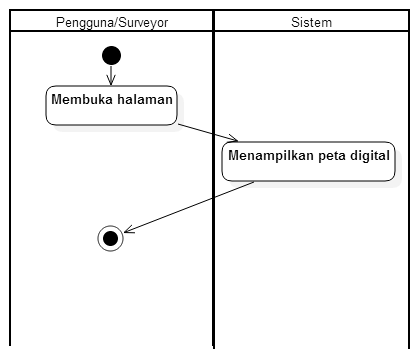 Pengguna/Surveyor
Sistem
Membuka halaman
Menampilkan peta digital